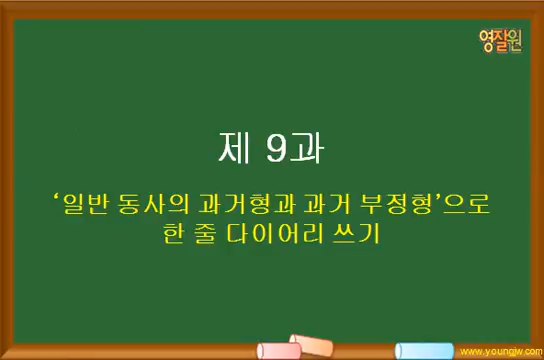 영잘원
제 9과
‘일반 동사의 과거형과 과거 부정형’으로
한 줄 다이어리 쓰기
www.youngjw.com